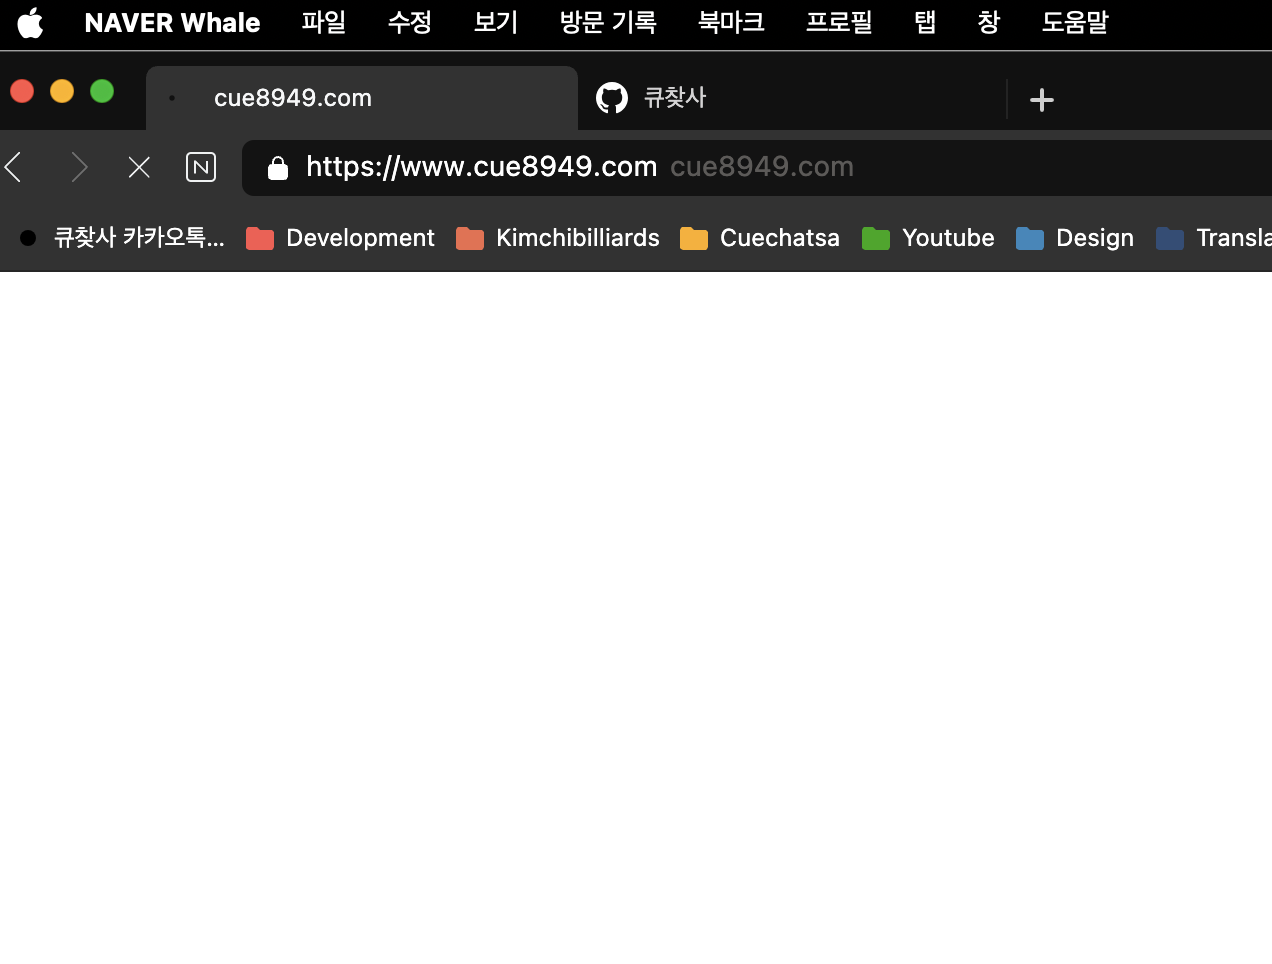 NAVER Whale 파일 수정 보기 방문 기록 북마크 프로필 탭 창 도움말
cue8949.com 큐찾사
N https://www.cue8949.com cue8949.com
큐찾사 카카오톡... Development Kimchibilliards Cuechatsa Youtube Design Transla